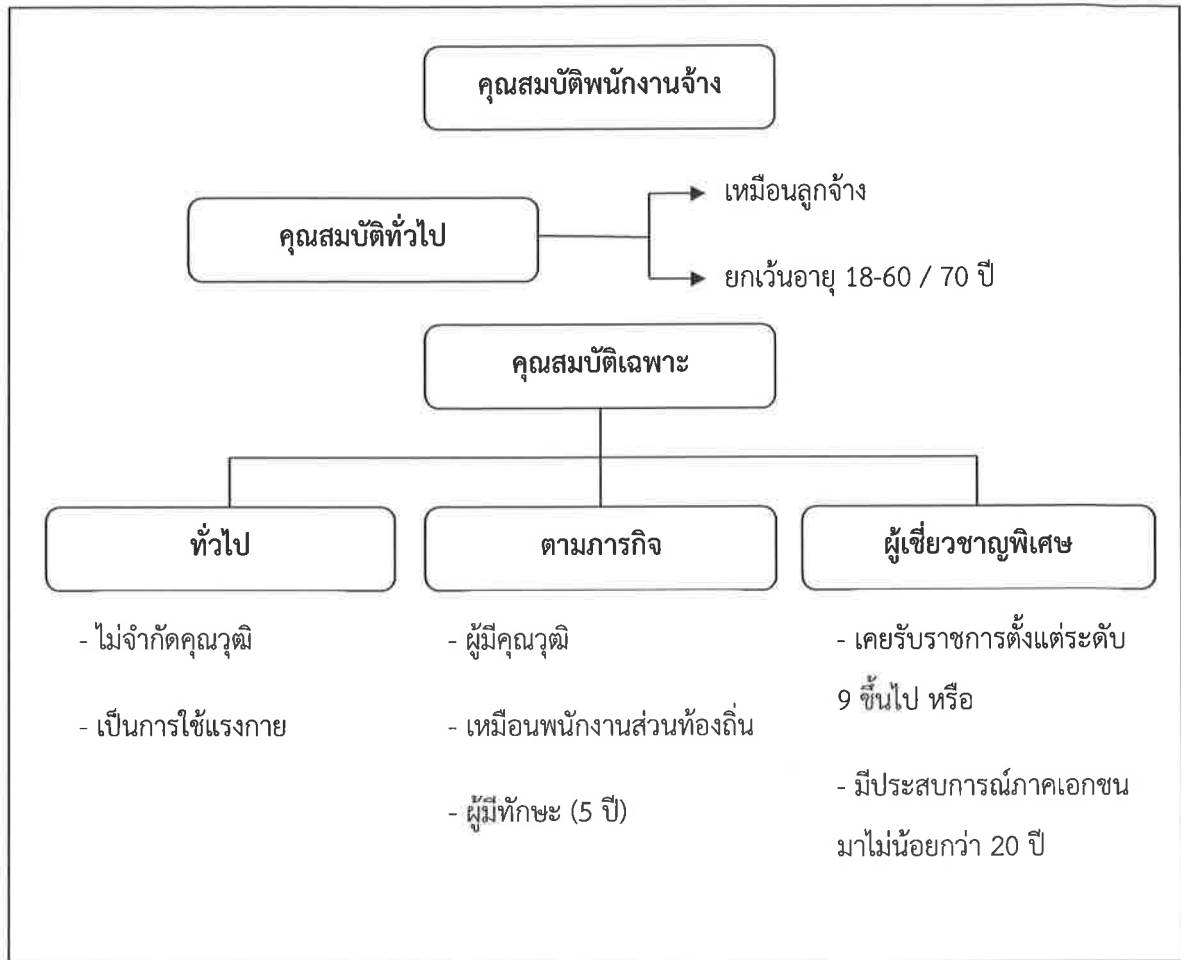 คุณสมบัติพนักงานจ้าง
คุณสมบัติทั่วไป
เหมือนลูกจ้าง
ยกเว้นอายุ 18-60 / 70 ปี
คุณสมบัติเฉพาะ
ทั่วไป
- ไม่จำกัดคุณวุฒิ
- เป็นการใช้แรงกาย
ตามภารกิจ
- ผู้มีคุณวุฒิ
- เหมือนพนักงานส่วนท้องถิ่น
- ผู้มีทักษะ (5 ปี)
ผู้เชี่ยวชาญพิเศษ
- เคยรับราชการตั้งแต่ระดับ
9 ขึ้นไป หรือ
- มีประสบการณ์ภาคเอกชน
มาไม่น้อยกว่า 20 ปี